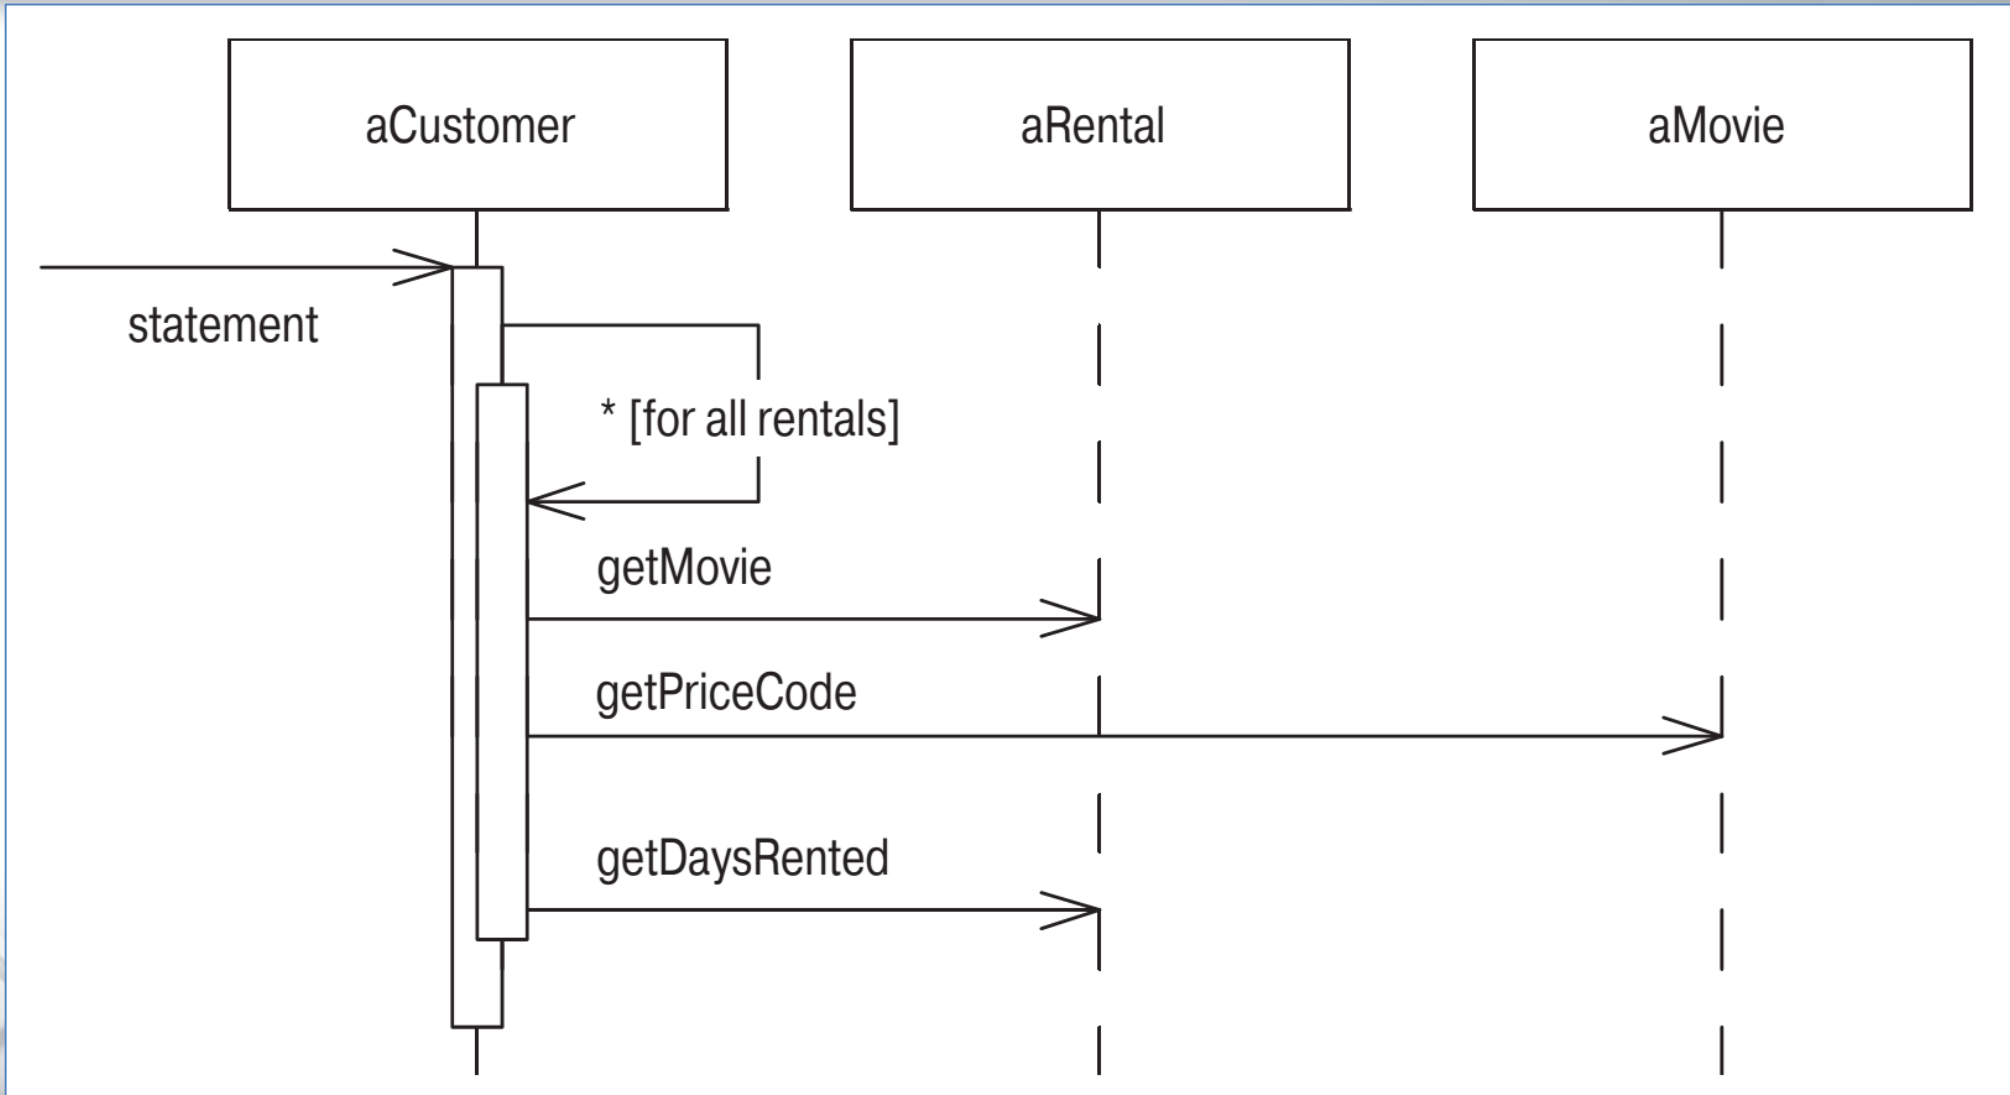 aCustomer
aRental
aMovie
statement
* [for all rentals]
getMovie
getPriceCode
getDaysRented